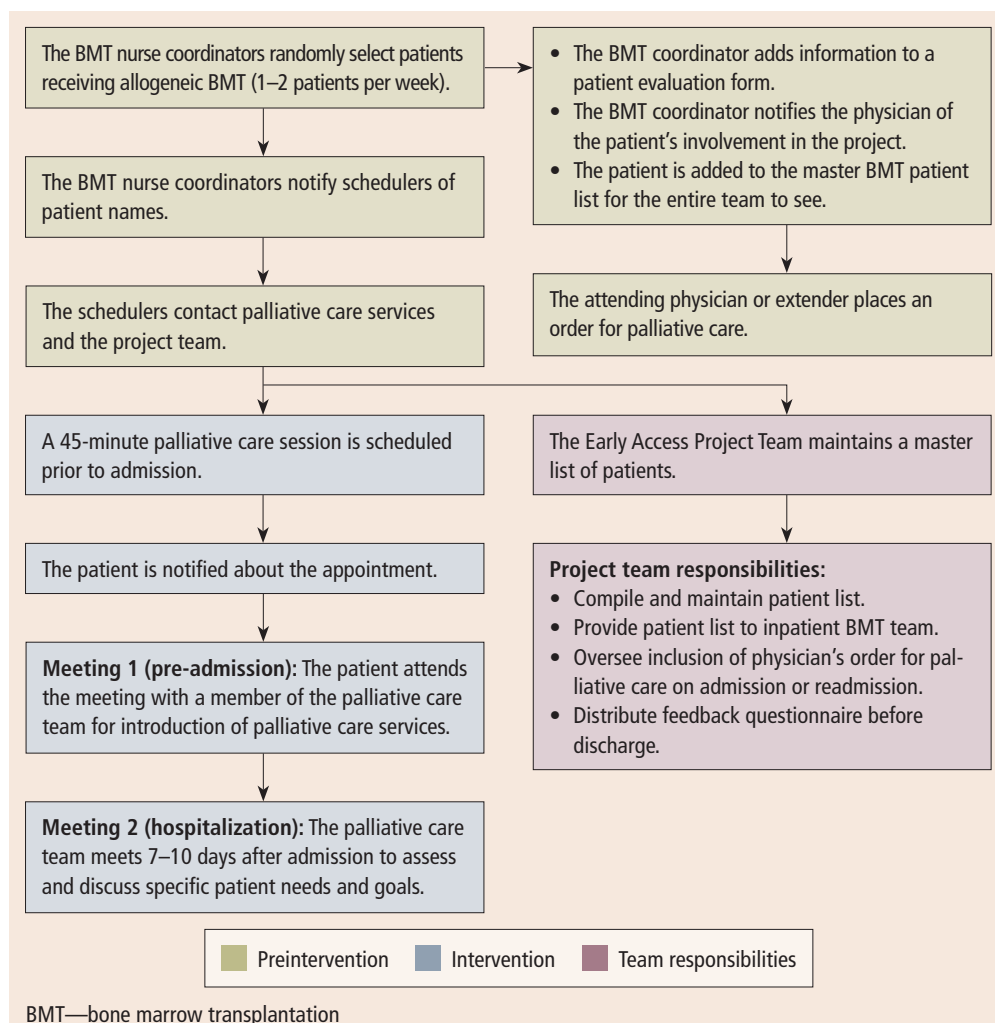 The BMT nurse coordinators randomly select patients
receiving allogeneic BMT (1–2 patients per week).
• The BMT coordinator adds information to a
patient evaluation form.
• The BMT coordinator notifies the physician of
the patient’s involvement in the project.
• The patient is added to the master BMT patient
list for the entire team to see.
The BMT nurse coordinators notify schedulers of
patient names.
The schedulers contact palliative care services
and the project team.
The attending physician or extender places an
order for palliative care.
A 45-minute palliative care session is scheduled
prior to admission.
The Early Access Project Team maintains a master
list of patients.
The patient is notified about the appointment.
Meeting 1 (pre-admission): The patient attends
the meeting with a member of the palliative care
team for introduction of palliative care services.
Meeting 2 (hospitalization): The palliative care
team meets 7–10 days after admission to assess
and discuss specific patient needs and goals.
Project team responsibilities:
• Compile and maintain patient list.
• Provide patient list to inpatient BMT team.
• Oversee inclusion of physician’s order for pal-
liative care on admission or readmission.
• Distribute feedback questionnaire before
discharge.
Preintervention Intervention Team responsibilities
BMT—bone marrow transplantation